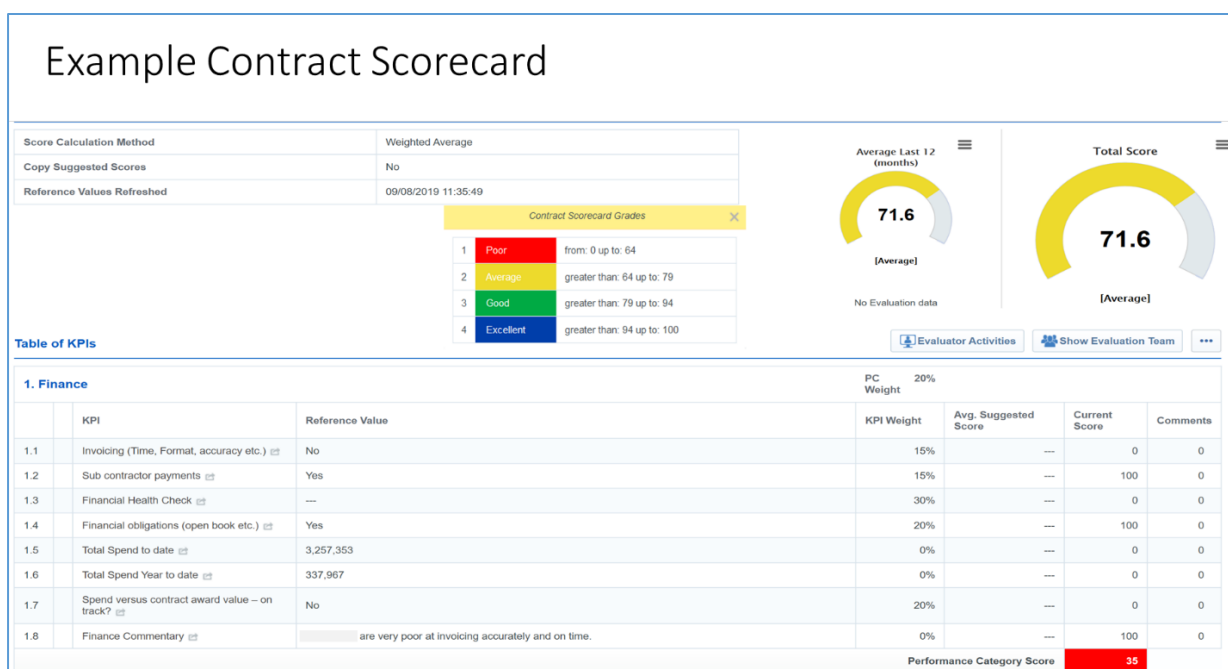 Example Contract Scorecard
Score Calculation Method Weighted Average
Copy Suggested Scores No
Reference Values Refreshed 09/08/2019 11:35:49
Contract Scorecard Grades
1 Poor from: 0 up to: 64
2 Average greater than: 64 up to: 79
3 Good greater than: 79 up to: 94
4 Excellent greater than: 94 up to: 100
Average Last 12
(months)
71.6
[Average]
No Evaluation data
Total Score
71.6
[Average]
Table of KPIs
Evaluator Activities Show Evaluation Team
1. Finance PC 20%
Weight
KPI Reference Value KPI Weight Avg. Suggested Current Comments
Score Score
1.1 Invoicing (Time, Format, accuracy etc.) No 15% --- 0 0
1.2 Sub contractor payments Yes 15% --- 100 0
1.3 Financial Health Check --- 30% --- 0 0
1.4 Financial obligations (open book etc.) Yes 20% --- 100 0
1.5 Total Spend to date 3,257,353 0% --- 0 0
1.6 Total Spend Year to date 337,967 0% --- 0 0
1.7 Spend versus contract award value – on No 20% --- 0 0
track?
1.8 Finance Commentary are very poor at invoicing accurately and on time. 0% --- 100 0
Performance Category Score 35